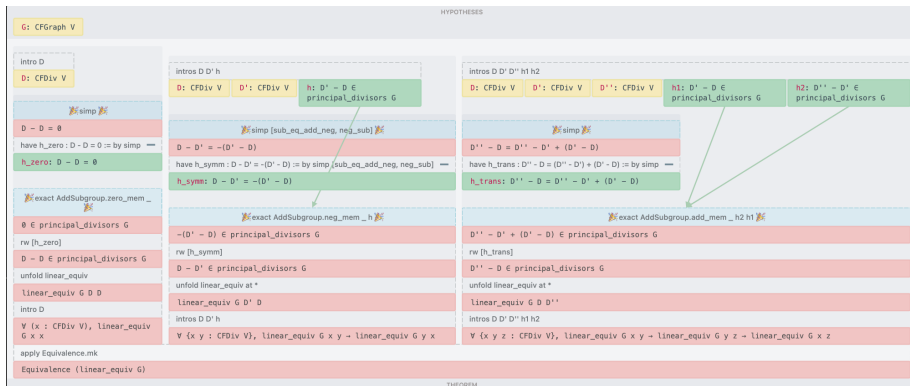 HYPOTHESES
G: CFGraph V
intro D
D: CFDiv V
🎉 simp 🎉
D - D = 0
have h_zero : D - D = 0 := by simp
h_zero: D - D = 0
🎉 exact AddSubgroup.zero_mem _
🎉
0 ∈ principal_divisors G
rw [h_zero]
D - D ∈ principal_divisors G
unfold linear_equiv
linear_equiv G D D
intro D
∀ (x : CFDiv V), linear_equiv
G x x
intros D D' h
D: CFDiv V
D': CFDiv V
h: D' - D ∈
principal_divisors G
🎉 simp [sub_eq_add_neg, neg_sub] 🎉
D - D' = -(D' - D)
have h_symm : D - D' = -(D' - D) := by simp [sub_eq_add_neg, neg_sub]
h_symm: D - D' = -(D' - D)
🎉 exact AddSubgroup.neg_mem _ h 🎉
-(D' - D) ∈ principal_divisors G
rw [h_symm]
D - D' ∈ principal_divisors G
unfold linear_equiv at *
linear_equiv G D' D
intros D D' h
∀ {x y : CFDiv V}, linear_equiv G x y → linear_equiv G y x
intros D D' D'' h1 h2
D: CFDiv V
D': CFDiv V
D'': CFDiv V
h1: D' - D ∈
principal_divisors G
h2: D'' - D' ∈
principal_divisors G
🎉 simp 🎉
D'' - D = D'' - D' + (D' - D)
have h_trans : D'' - D = (D'' - D') + (D' - D) := by simp
h_trans: D'' - D = D'' - D' + (D' - D)
🎉 exact AddSubgroup.add_mem _ h2 h1 🎉
D'' - D' + (D' - D) ∈ principal_divisors G
rw [h_trans]
D'' - D ∈ principal_divisors G
unfold linear_equiv at *
linear_equiv G D D''
intros D D' D'' h1 h2
∀ {x y z : CFDiv V}, linear_equiv G x y → linear_equiv G y z → linear_equiv G x z
apply Equivalence.mk
Equivalence (linear_equiv G)
THEOREM